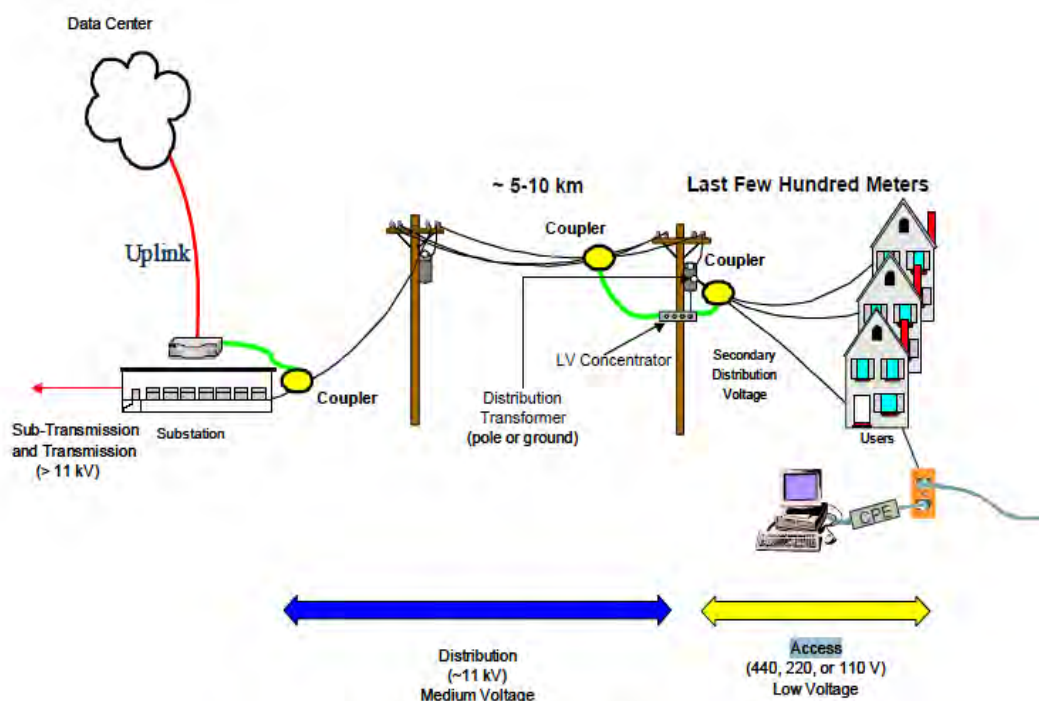 Data Center
~ 5-10 km
Last Few Hundred Meters
Uplink
Coupler
Coupler
LV Concentrator
Secondary
Distribution
Voltage
Coupler
Distribution
Transformer
(pole or ground)
Sub-Transmission
and Transmission
(> 11 kV)
Substation
Users
CPE
Distribution
(~11 kV)
Medium Voltage
Access
(440, 220, or 110 V)
Low Voltage